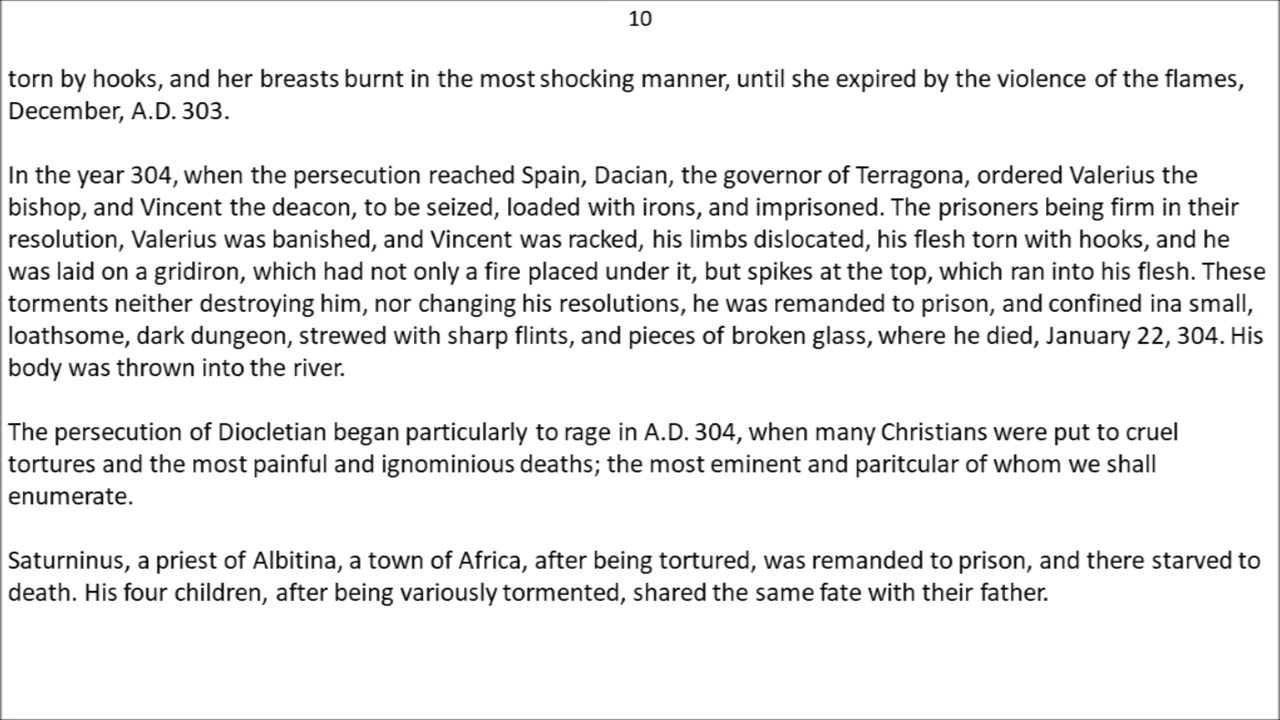 10
torn by hooks, and her breasts burnt in the most shocking manner, until she expired by the violence of the flames,
December, A.D. 303.
In the year 304, when the persecution reached Spain, Dacian, the governor of Terragona, ordered Valerius the
bishop, and Vincent the deacon, to be seized, loaded with irons, and imprisoned. The prisoners being firm in their
resolution, Valerius was banished, and Vincent was racked, his limbs dislocated, his flesh torn with hooks, and he
was laid on a gridiron, which had not only a fire placed under it, but spikes at the top, which ran into his flesh. These
torments neither destroying him, nor changing his resolutions, he was remanded to prison, and confined ina small,
loathsome, dark dungeon, strewed with sharp flints, and pieces of broken glass, where he died, January 22, 304. His
body was thrown into the river.
The persecution of Diocletian began particularly to rage in A.D. 304, when many Christians were put to cruel
tortures and the most painful and ignominious deaths; the most eminent and paritcular of whom we shall
enumerate.
Saturninus, a priest of Albitina, a town of Africa, after being tortured, was remanded to prison, and there starved to
death. His four children, after being variously tormented, shared the same fate with their father.